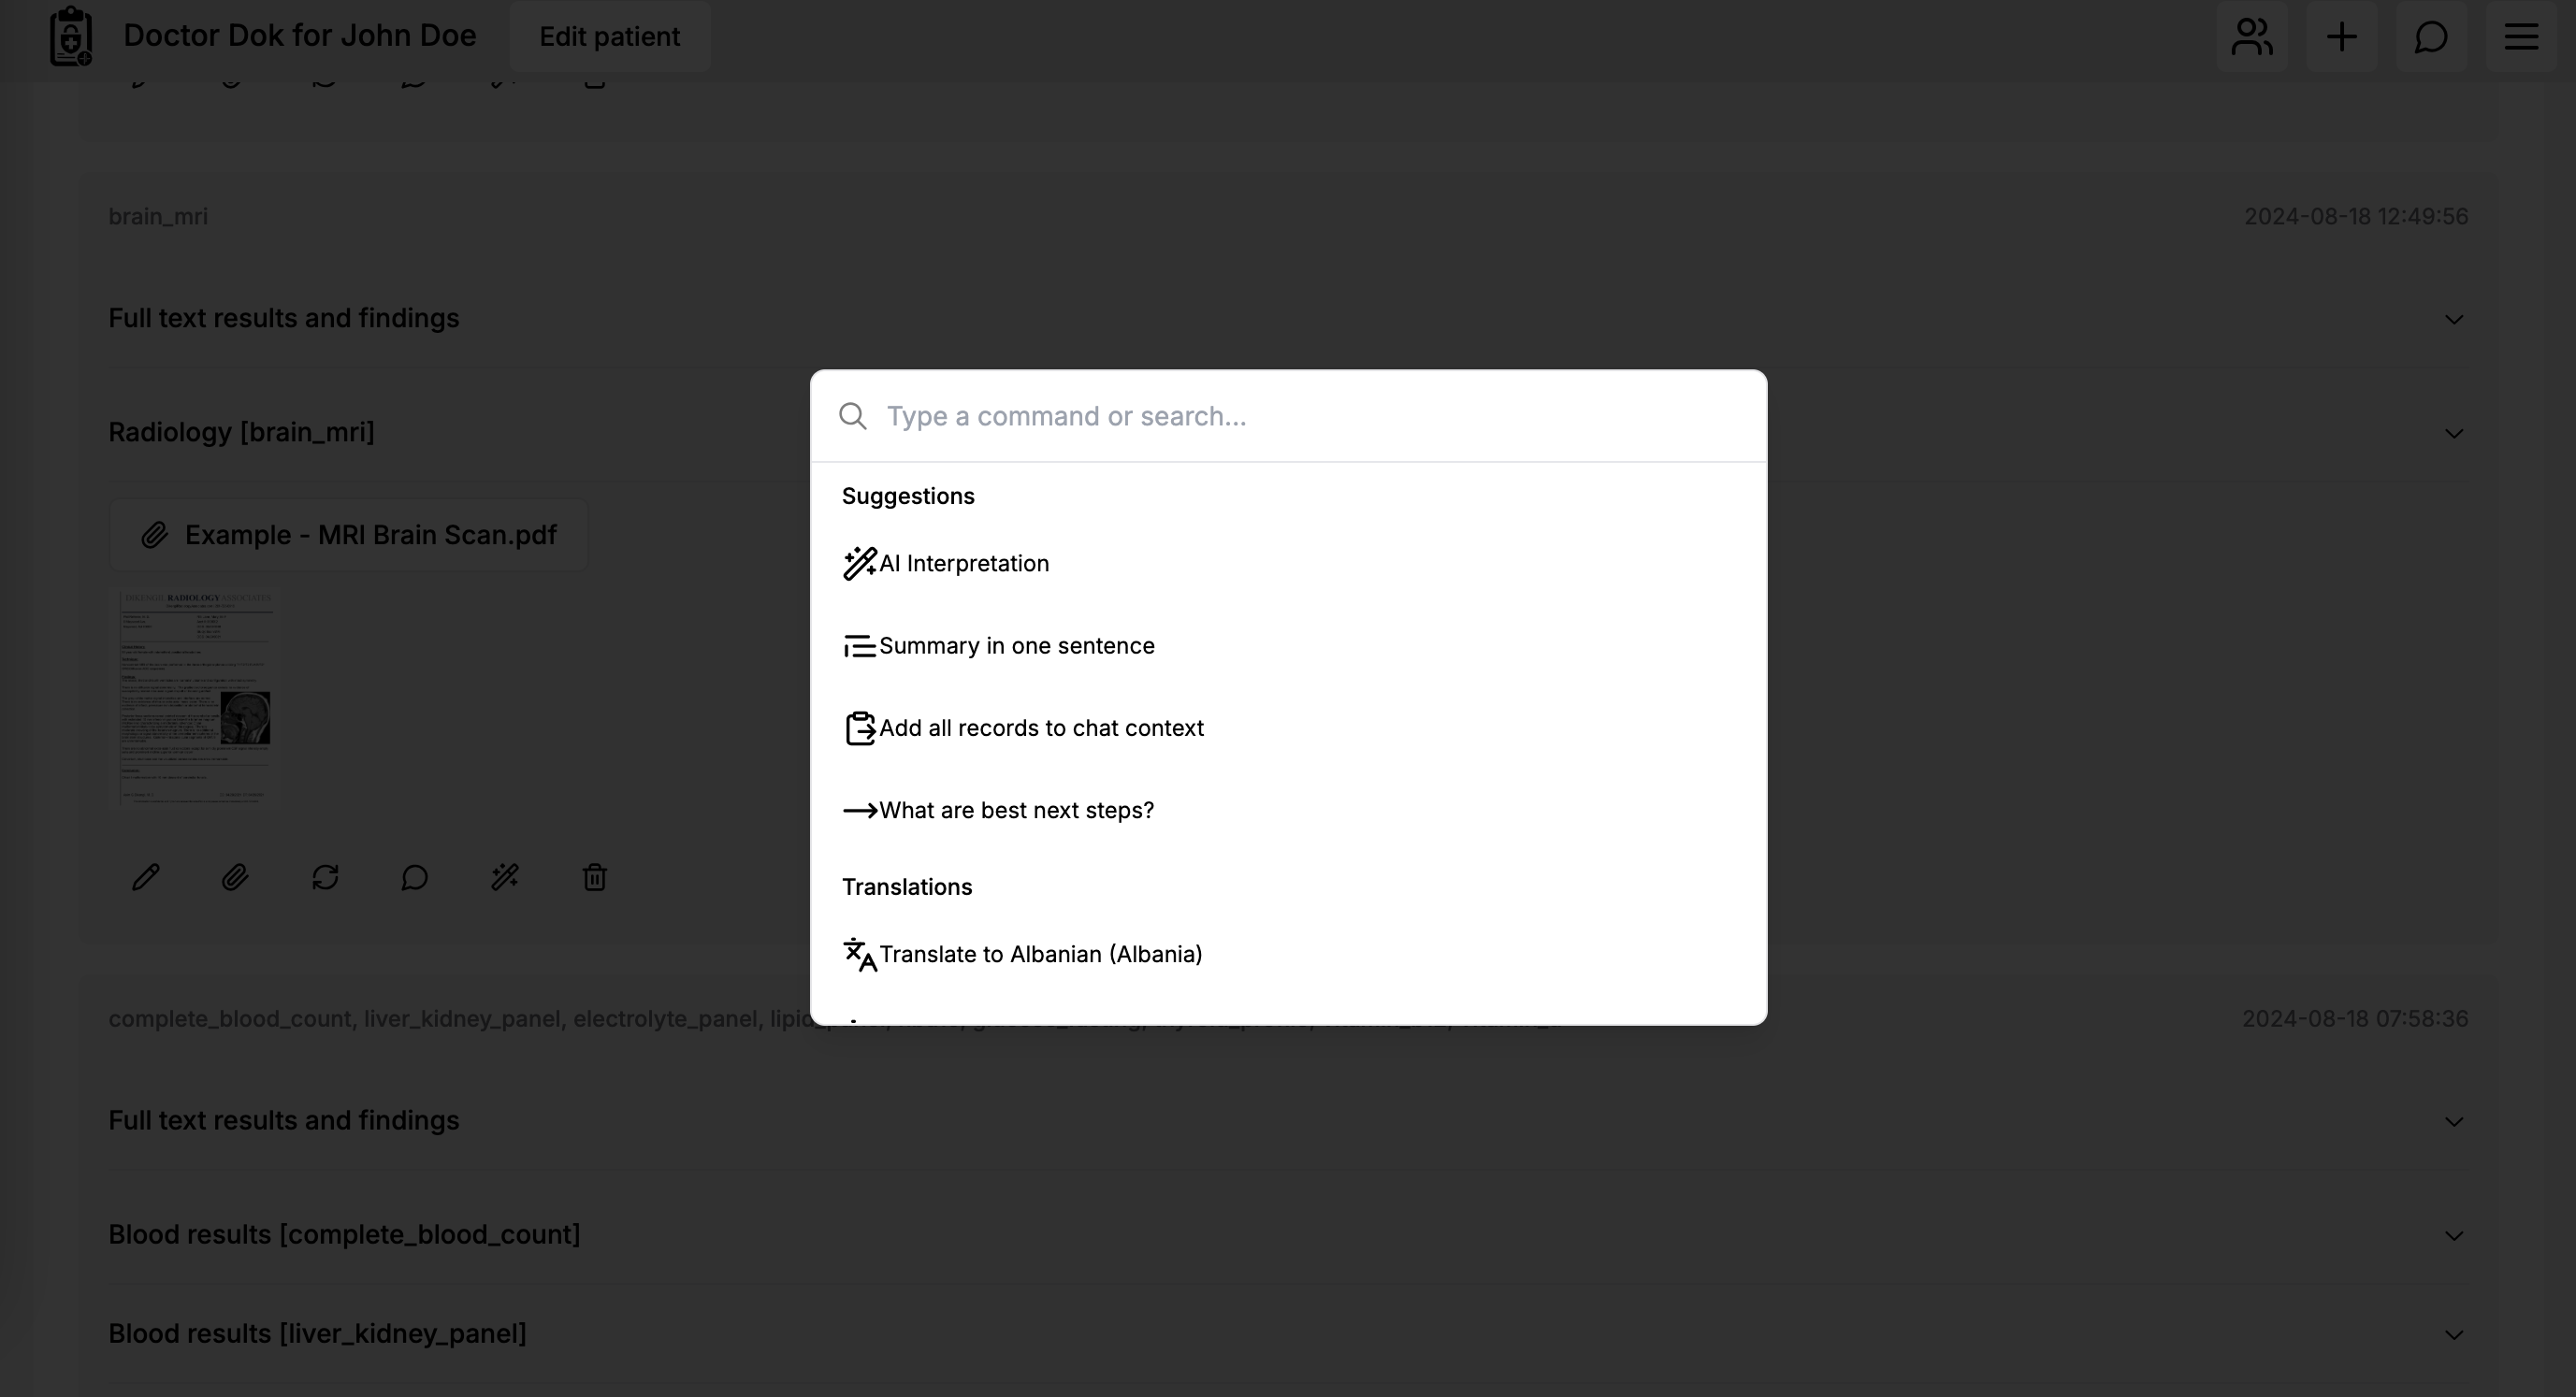 Doctor Dok for John Doe
Edit patient
brain_mri
2024-08-18 12:49:56
Full text results and findings
Radiology [brain_mri]
Example - MRI Brain Scan.pdf
RADIOLOGY ASSOCIATES
Type a command or search...
Suggestions
AI Interpretation
Summary in one sentence
Add all records to chat context
What are best next steps?
Translations
Translate to Albanian (Albania)
complete_blood_count, liver_kidney_panel, electrolyte_panel,
2024-08-18 07:58:36
Full text results and findings
Blood results [complete_blood_count]
Blood results [liver_kidney_panel]